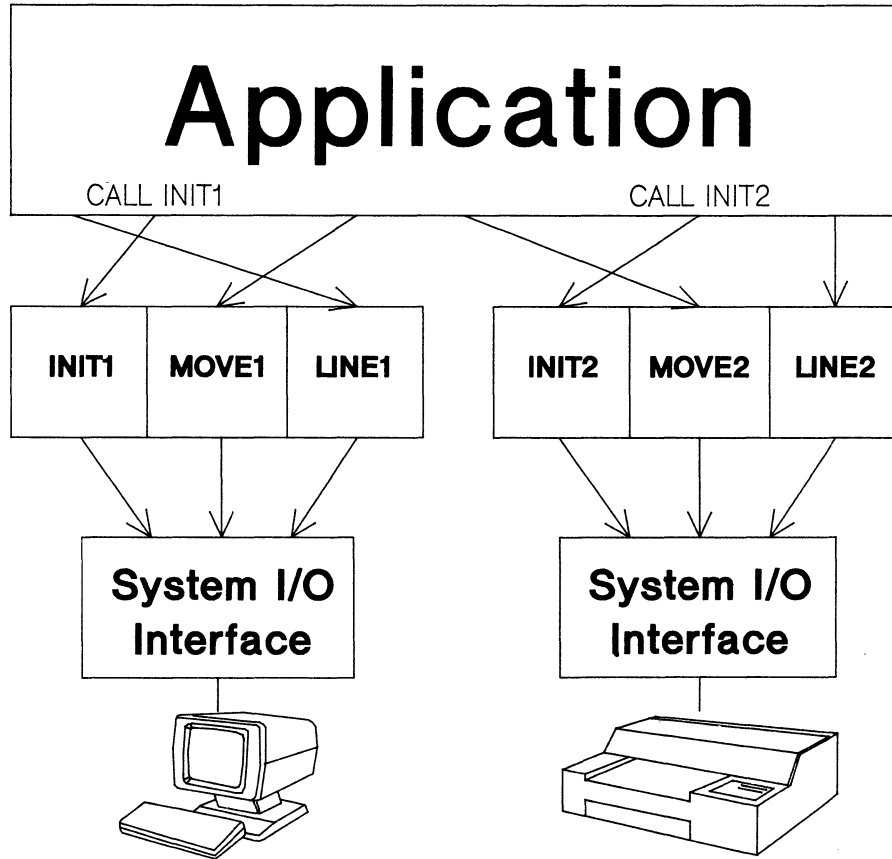 Application
CALL INIT1 CALL INIT2
INIT1 MOVE1 LINE1 INIT2 MOVE2 LINE2
System I/O System I/O
Interface Interface